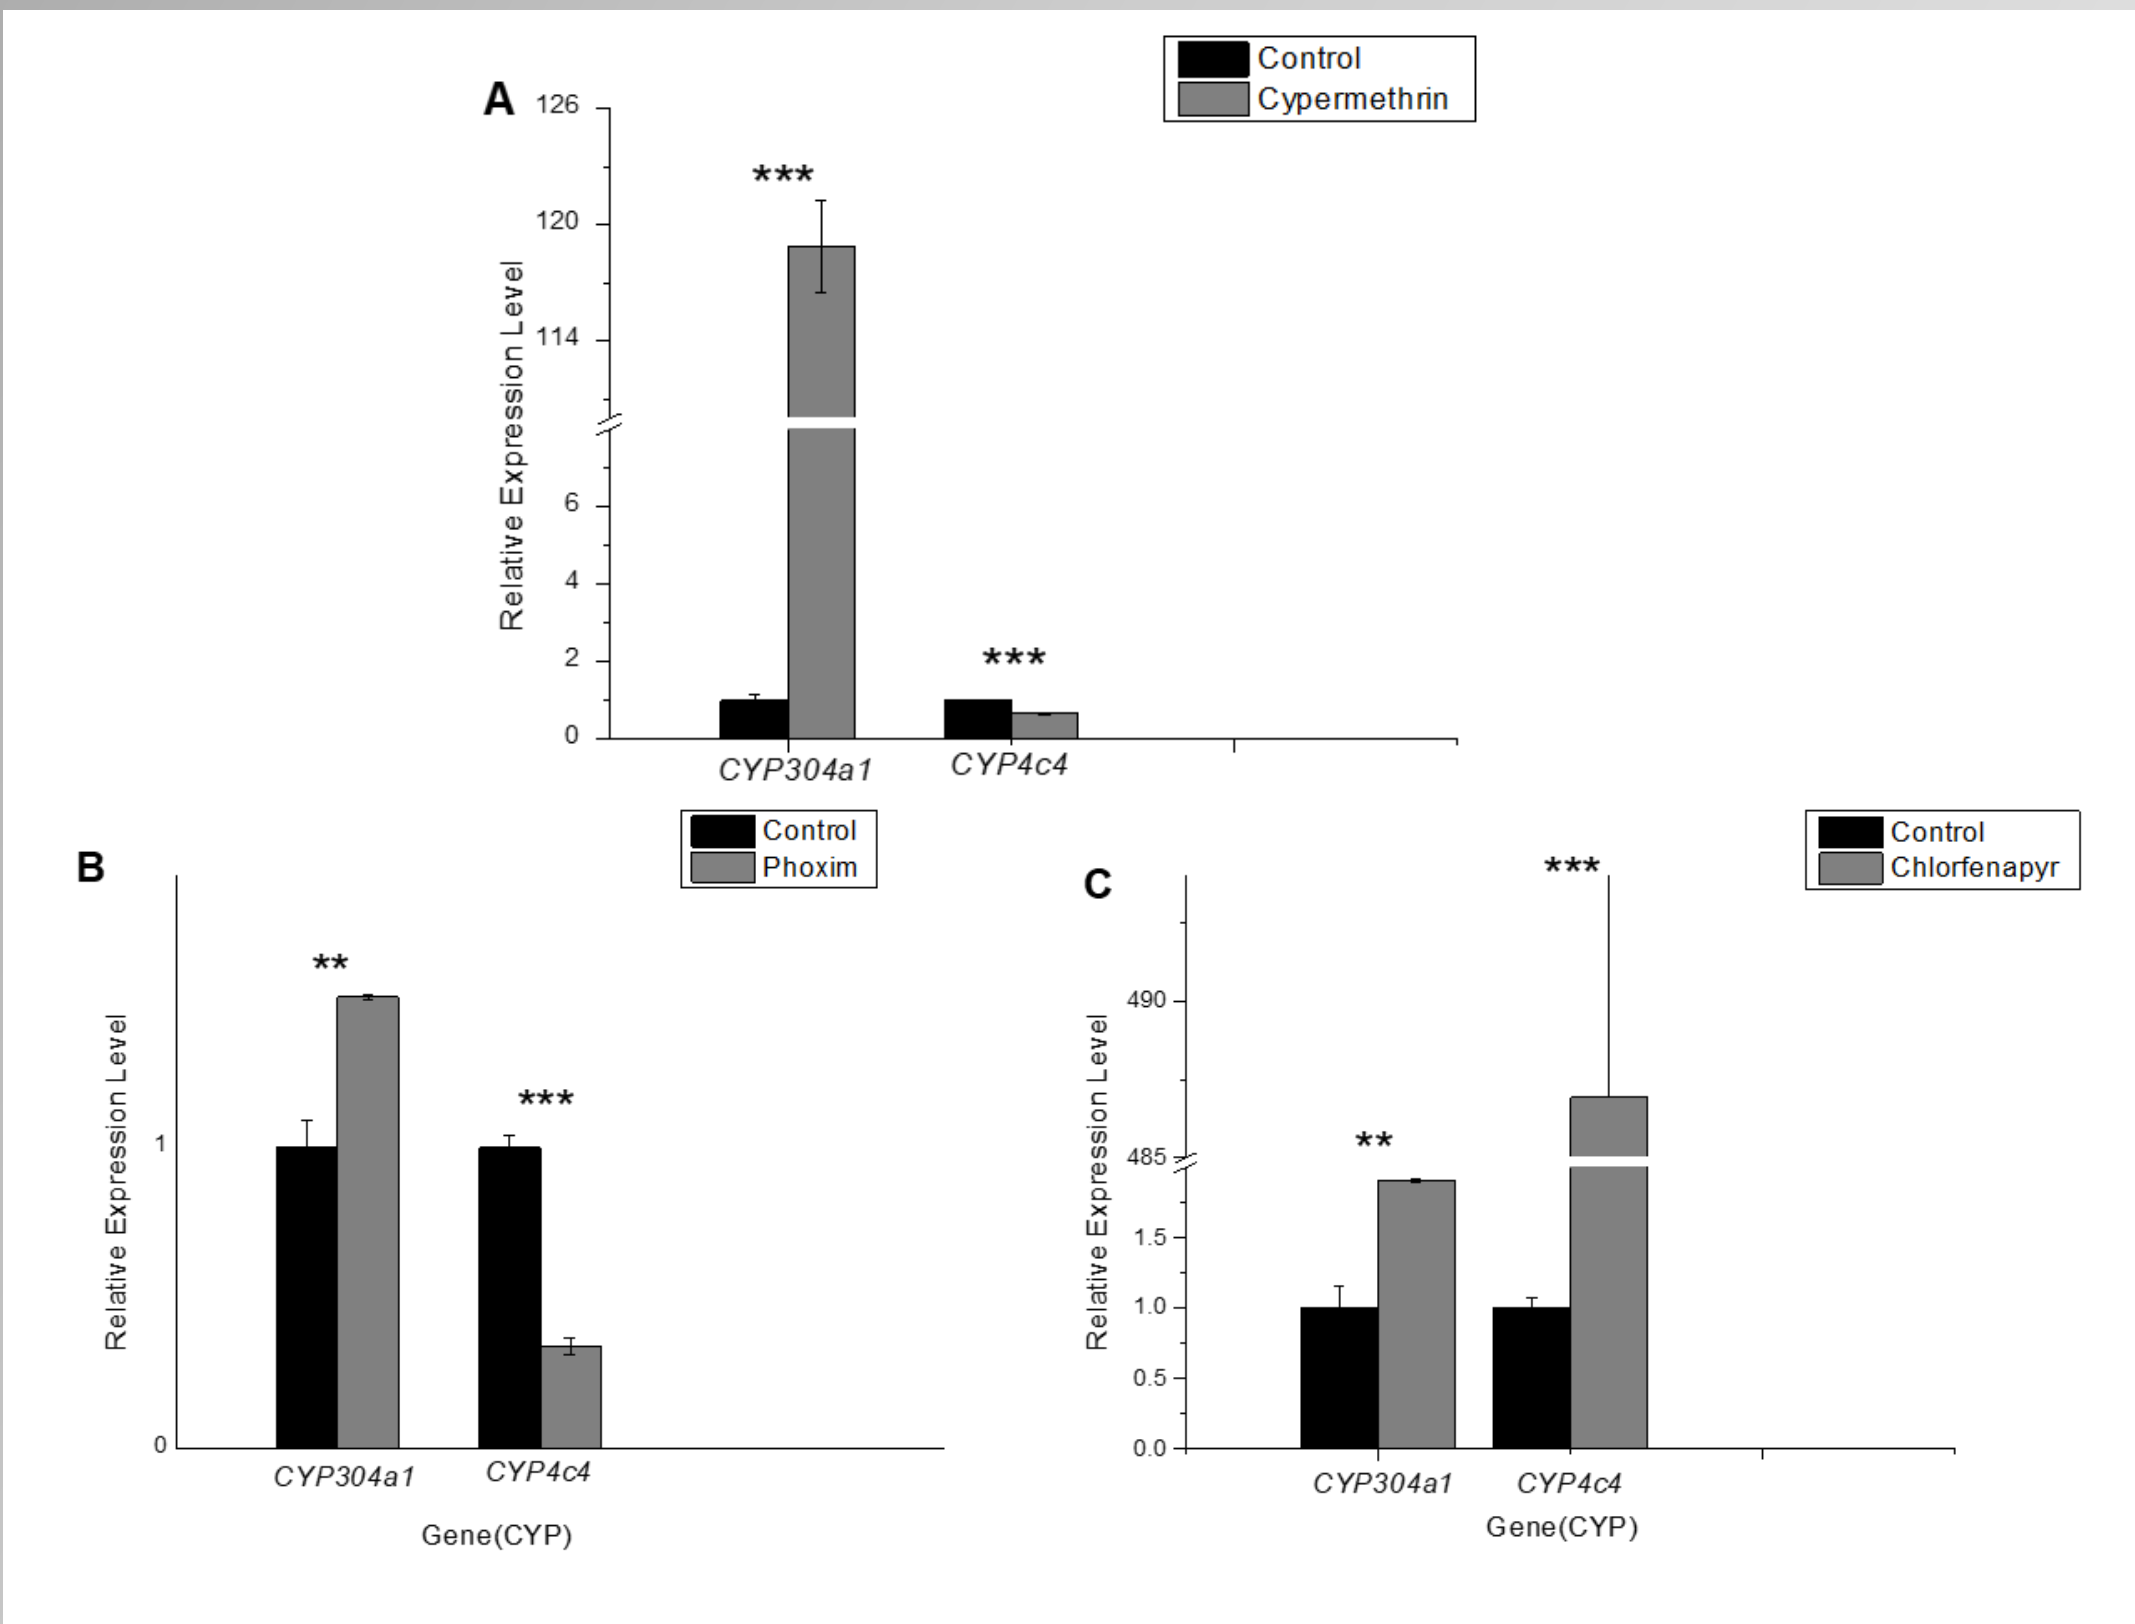 Control
Cypermethrin
A
126
120
114
6
4
2
0
Relative Expression Level
***
***
CYP304a1
CYP4c4
Control
Phoxim
B
1
0
Relative Expression Level
**
***
CYP304a1
CYP4c4
Gene(CYP)
Control
Chlorfenapyr
C
490
485
1.5
1.0
0.5
0.0
Relative Expression Level
**
***
CYP304a1
CYP4c4
Gene(CYP)